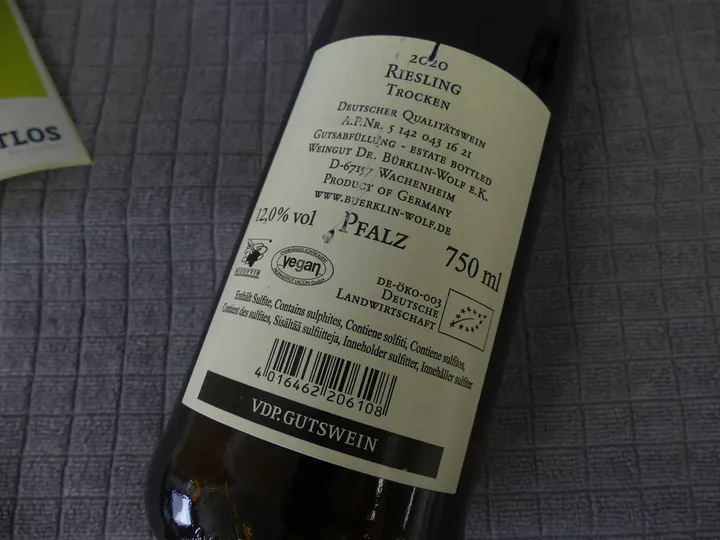 TLOS
2020
RIESLING
TROCKEN
DEUTSCHER QUALITÄTSWEIN
A.P.NR. 5 142 043 16 21
GUTSABFÜLLUNG - ESTATE BOTTLED
WEINGUT DR. BÜRKLIN-WOLF E.K.
D-67157 WACHENHEIM
PRODUCT OF GERMANY
WWW.BUERKLIN-WOLF.DE
12,0% vol PFALZ 750 ml
vegan
DE-ÖKO-003
DEUTSCHE
LANDWIRTSCHAFT
Enthält Sulfite, Contains sulphites, Contiene solfiti, Contiene sulfitos,
Contient des sulfites, Sisältää sulfiitteja, Inneholder sulfitter, Innehåller sulfiter
4 016462 206108
VDP.GUTSWEIN